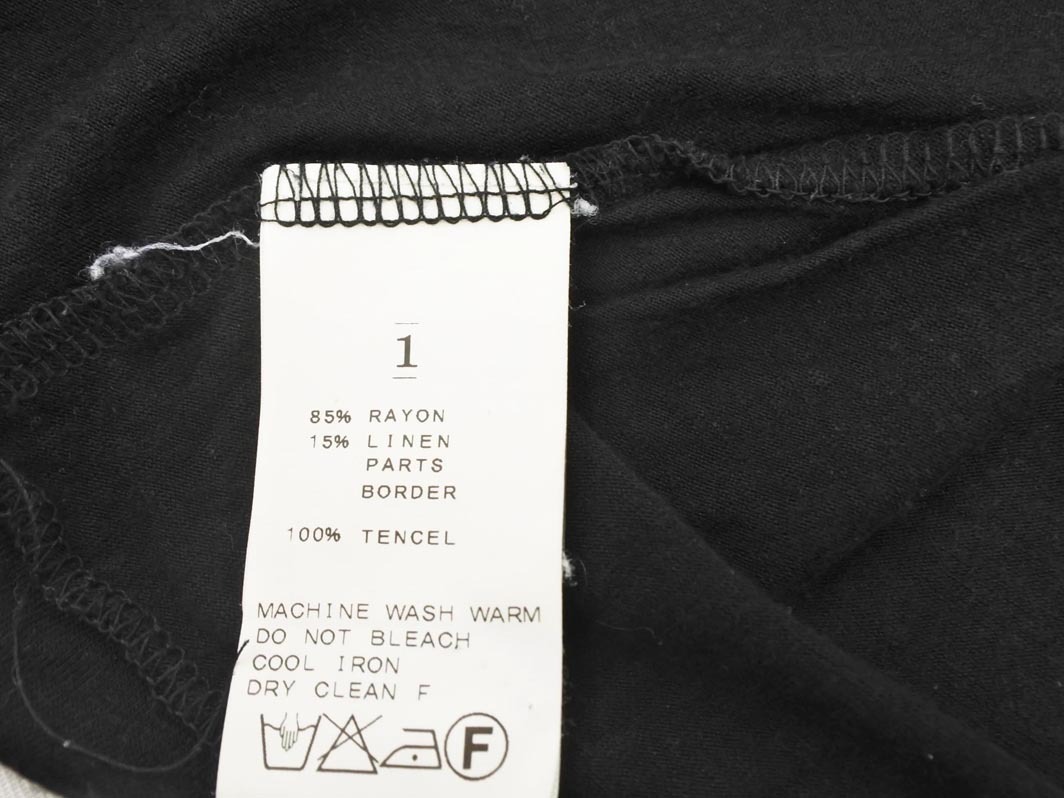 1
85% RAYON
15% LINEN
PARTS
BORDER
100% TENCEL
MACHINE WASH WARM
DO NOT BLEACH
COOL IRON
DRY CLEAN F
F